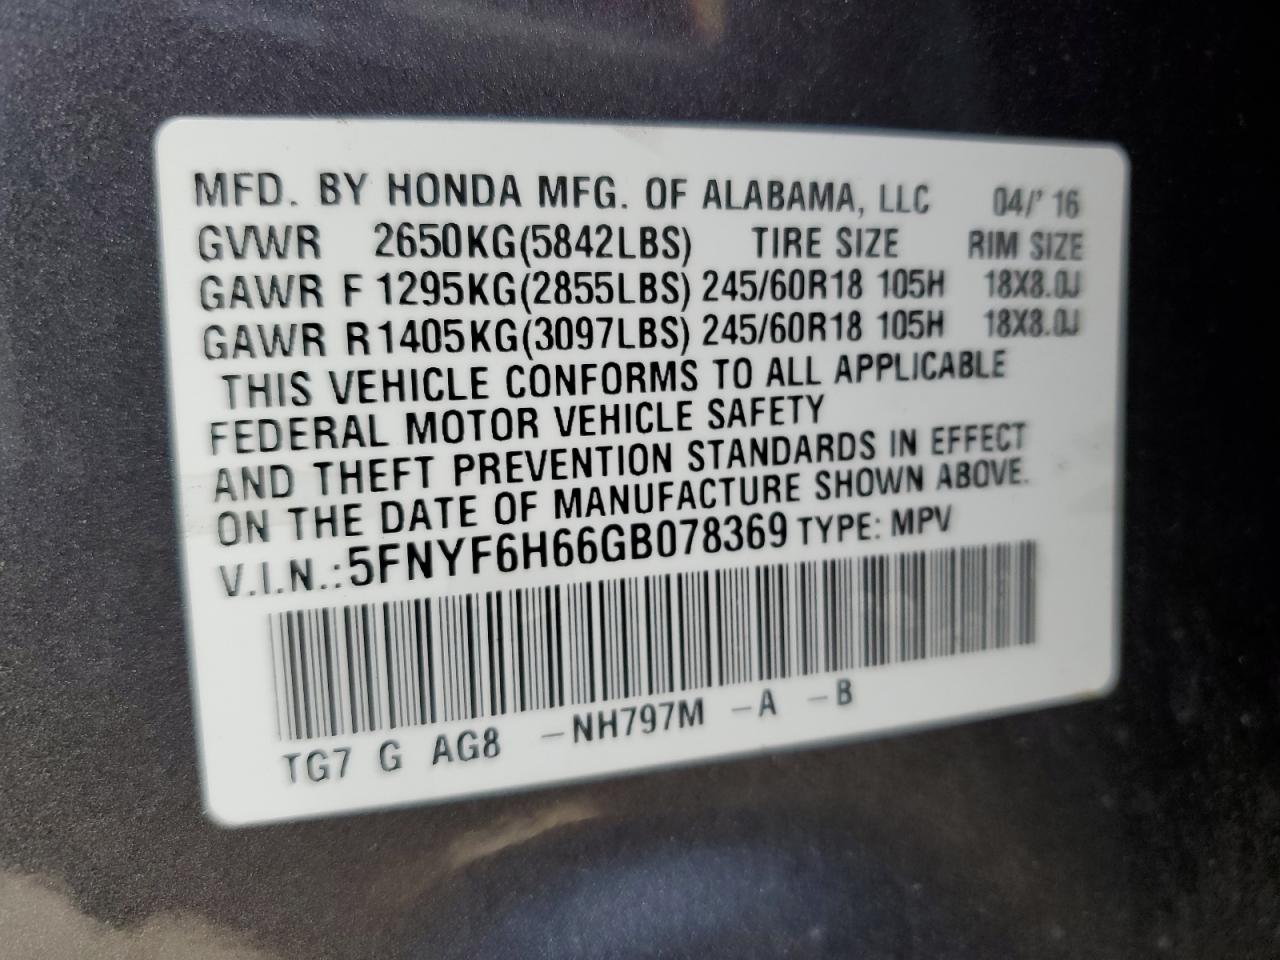 MFD. BY HONDA MFG. OF ALABAMA, LLC 04/' 16
GVWR 2650KG(5842LBS) TIRE SIZE RIM SIZE
GAWR F 1295KG(2855LBS) 245/60R18 105H 18X8.0J
GAWR R 1405KG(3097LBS) 245/60R18 105H 18X8.0J
THIS VEHICLE CONFORMS TO ALL APPLICABLE
FEDERAL MOTOR VEHICLE SAFETY
AND THEFT PREVENTION STANDARDS IN EFFECT
ON THE DATE OF MANUFACTURE SHOWN ABOVE.
V.I.N.: 5FNYF6H66GB078369 TYPE: MPV
TG7 G AG8 –NH797M –A –B